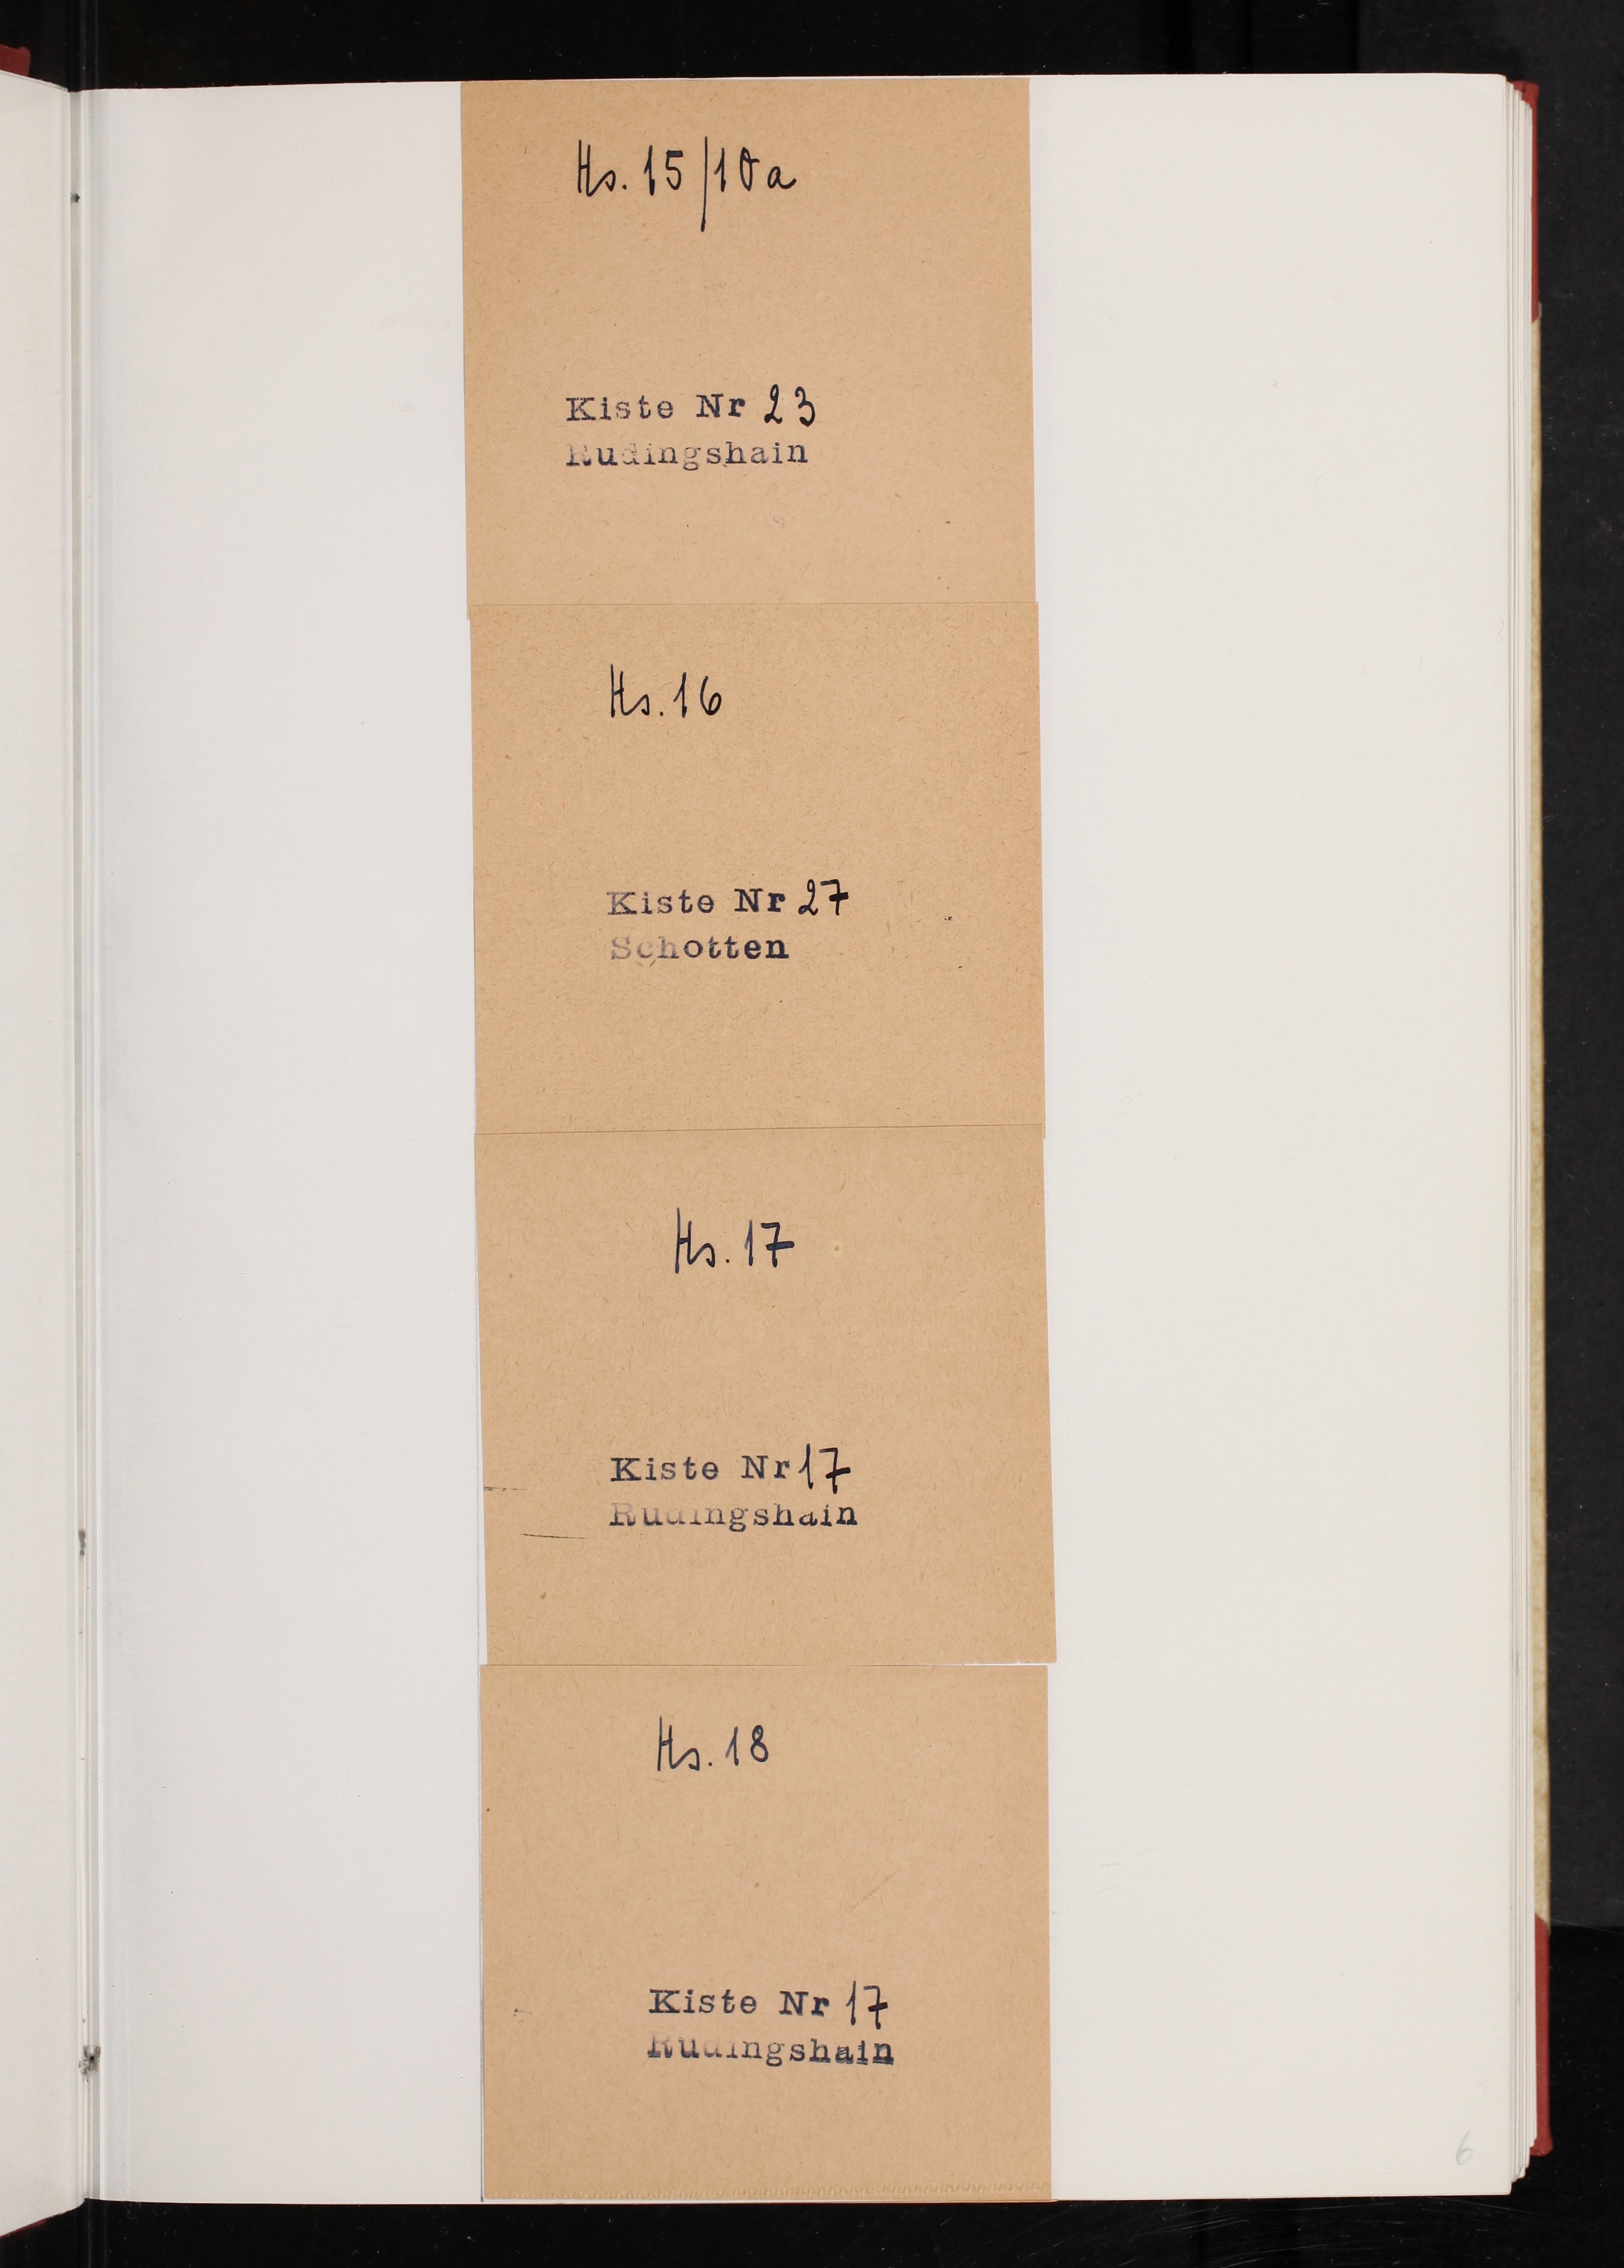 Hs. 15/10a
Kiste Nr 23
Rudingshain
Hs. 16
Kiste Nr 27
Schotten
Hs. 17
Kiste Nr 17
Rudingshain
Hs. 18
Kiste Nr 17
Rudingshain
6